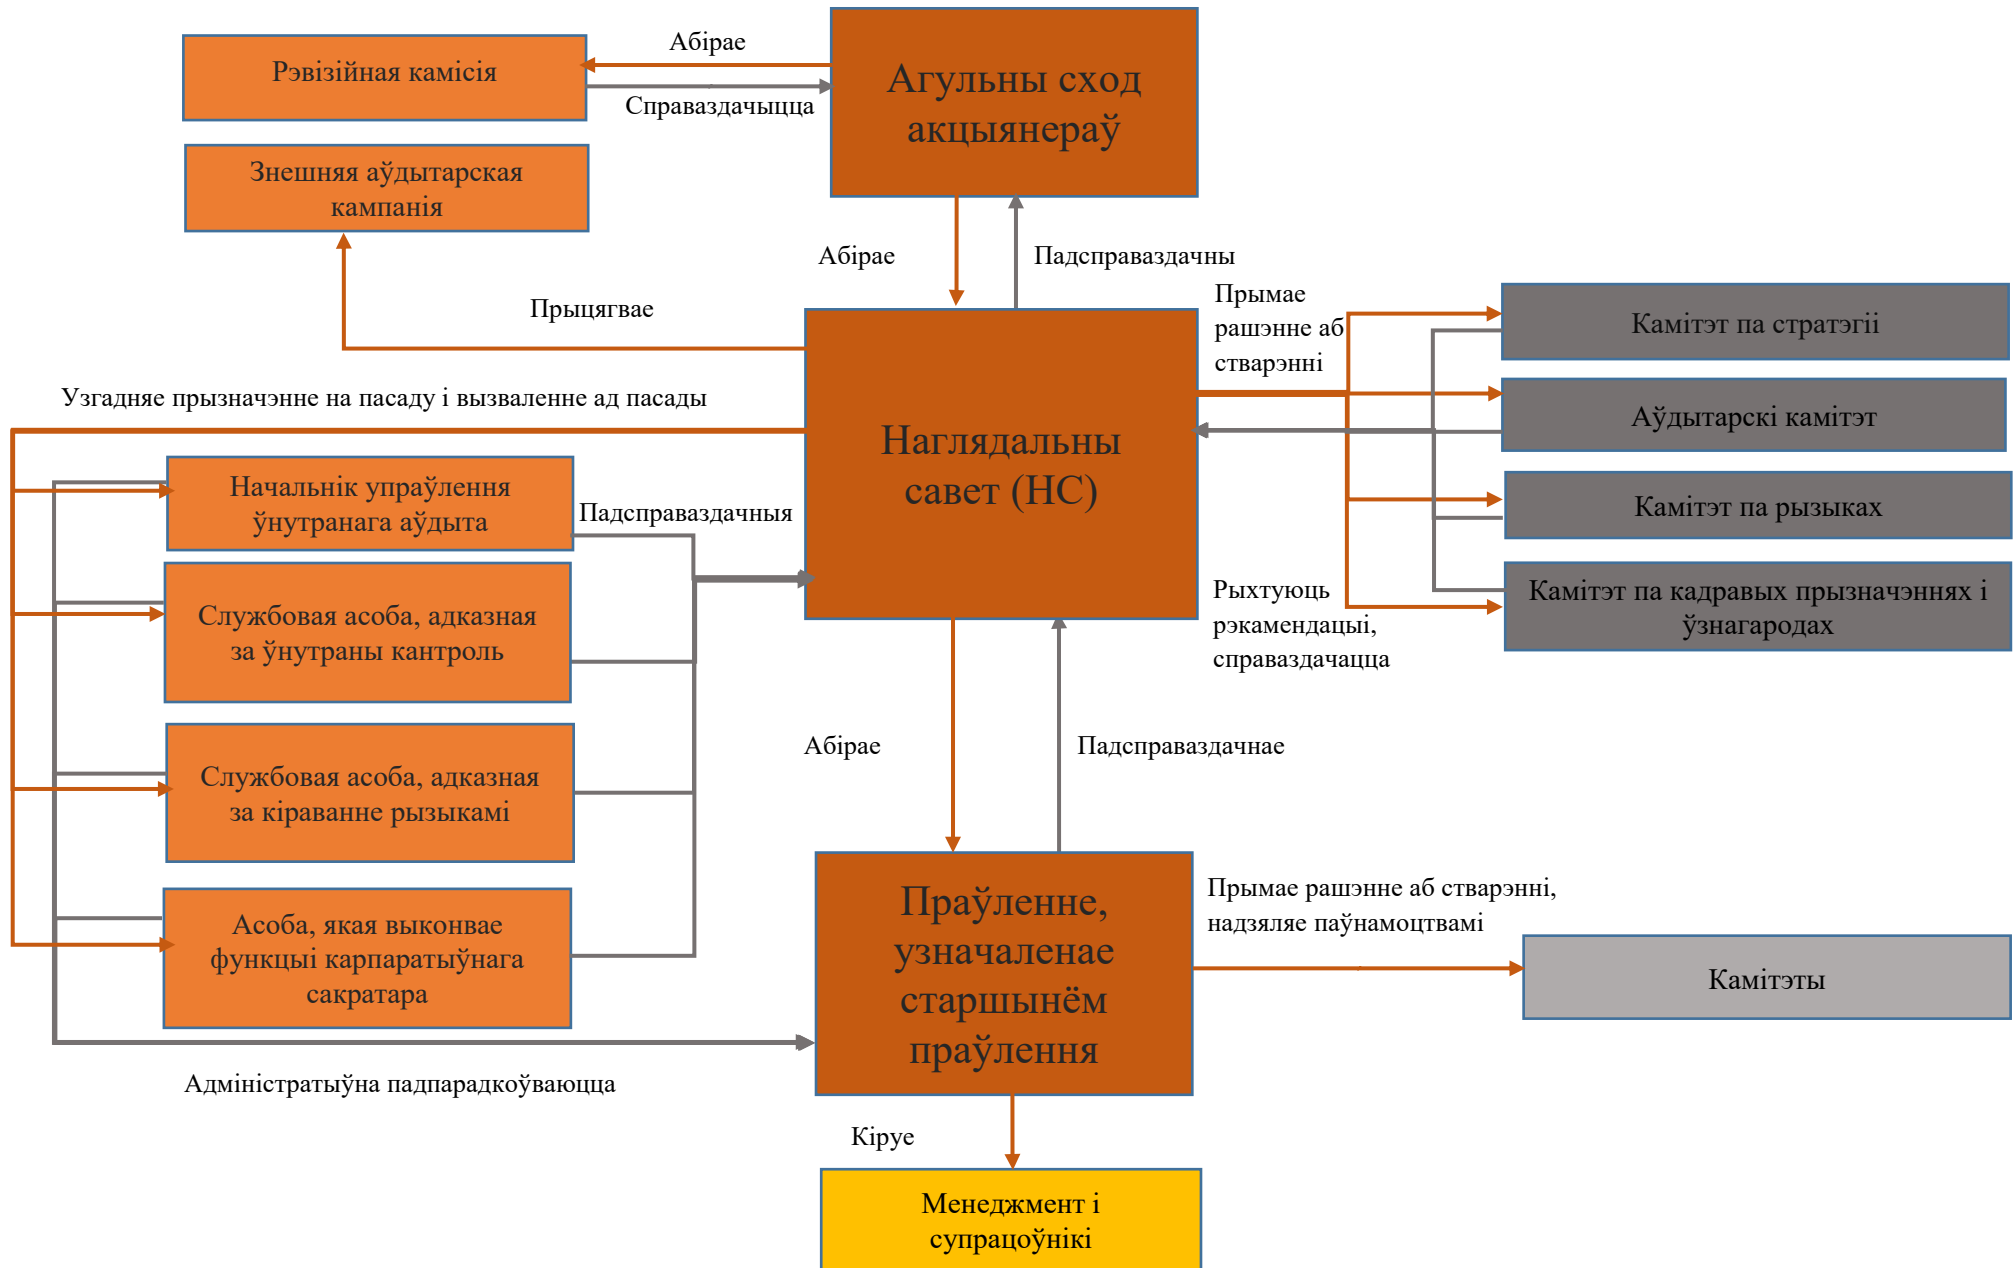 Абірае
Рэвізійная камісія
Справаздачыцца
Агульны сход
акцыянераў
Знешняя аўдытарская
кампанія
Абірае
Падсправаздачны
Прыцягвае
Прымае
рашэнне аб
стварэнні
Камітэт па стратэгіі
Узгадняе прызначэнне на пасаду і вызваленне ад пасады
Аўдытарскі камітэт
Наглядальны
савет (НС)
Начальнік упраўлення
ўнутранага аўдыта
Падсправаздачныя
Камітэт па рызыках
Службовая асоба, адказная
за ўнутраны кантроль
Рыхтуюць
рэкамендацыі,
справаздачацца
Камітэт па кадравых прызначэннях і
ўзнагародах
Службовая асоба, адказная
за кіраванне рызыкамі
Абірае
Падсправаздачнае
Асоба, якая выконвае
функцыі карпаратыўнага
сакратара
Праўленне,
узначаленае
старшынём
праўлення
Прымае рашэнне аб стварэнні,
надзяляе паўнамоцтвамі
Камітэты
Адміністратыўна падпарадкоўваюцца
Кіруе
Менеджмент і
супрацоўнікі